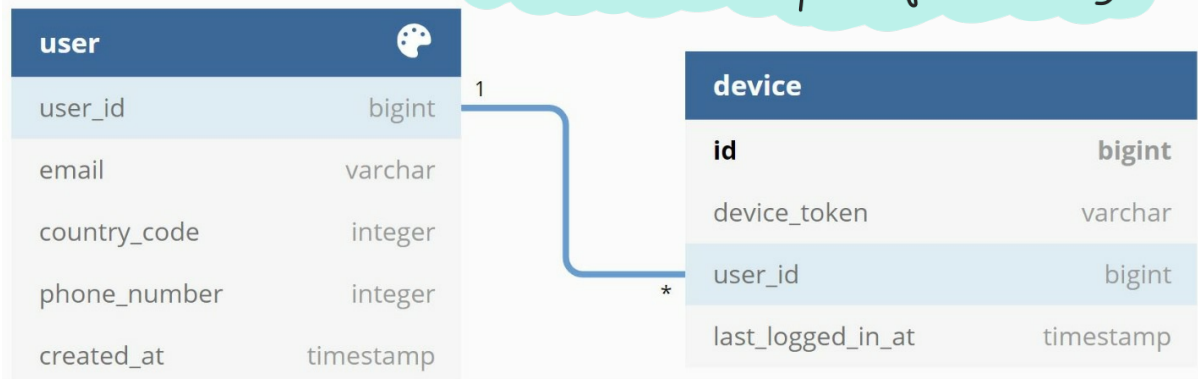 user
user_id bigint
email varchar
country_code integer
phone_number integer
created_at timestamp
1
*
device
id bigint
device_token varchar
user_id bigint
last_logged_in_at timestamp